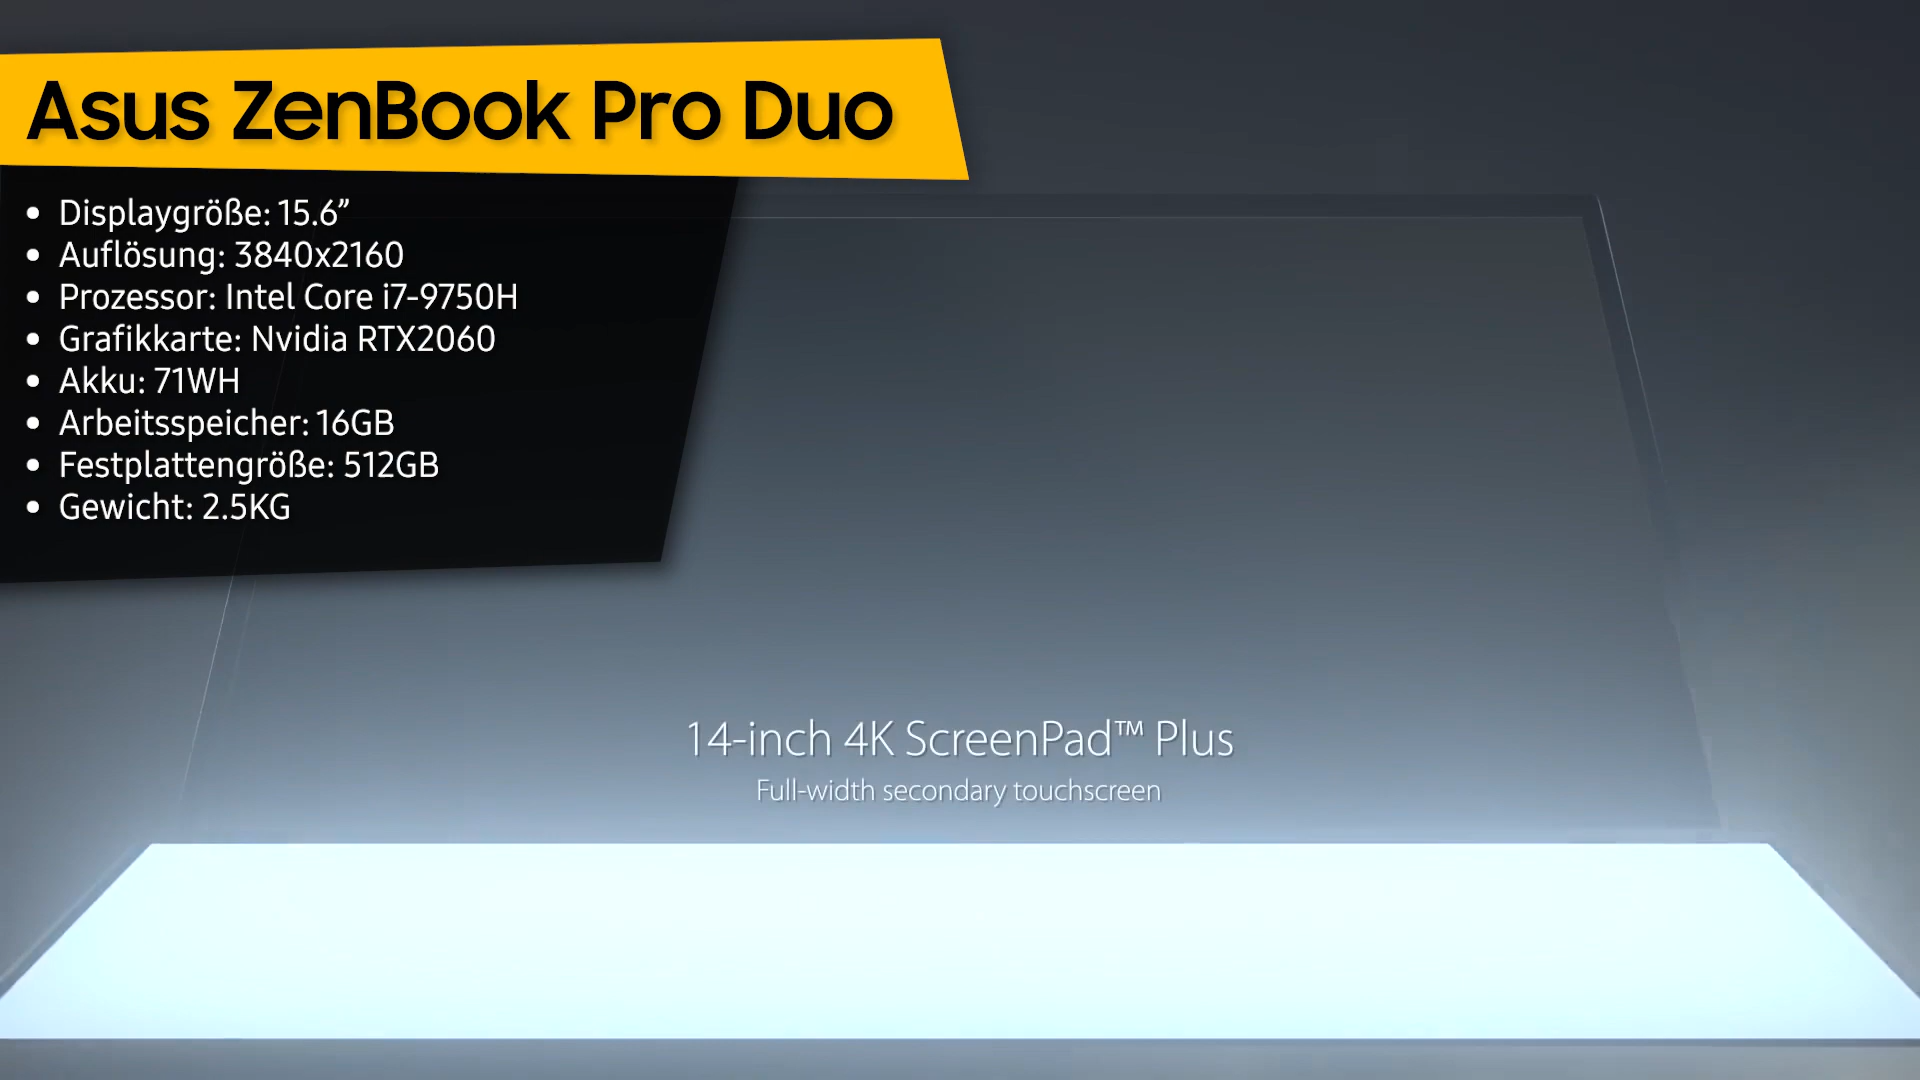 Asus ZenBook Pro Duo
• Displaygröße: 15.6”
• Auflösung: 3840x2160
• Prozessor: Intel Core i7-9750H
• Grafikkarte: Nvidia RTX2060
• Akku: 71WH
• Arbeitsspeicher: 16GB
• Festplattengröße: 512GB
• Gewicht: 2.5KG
14-inch 4K ScreenPad™ Plus
Full-width secondary touchscreen